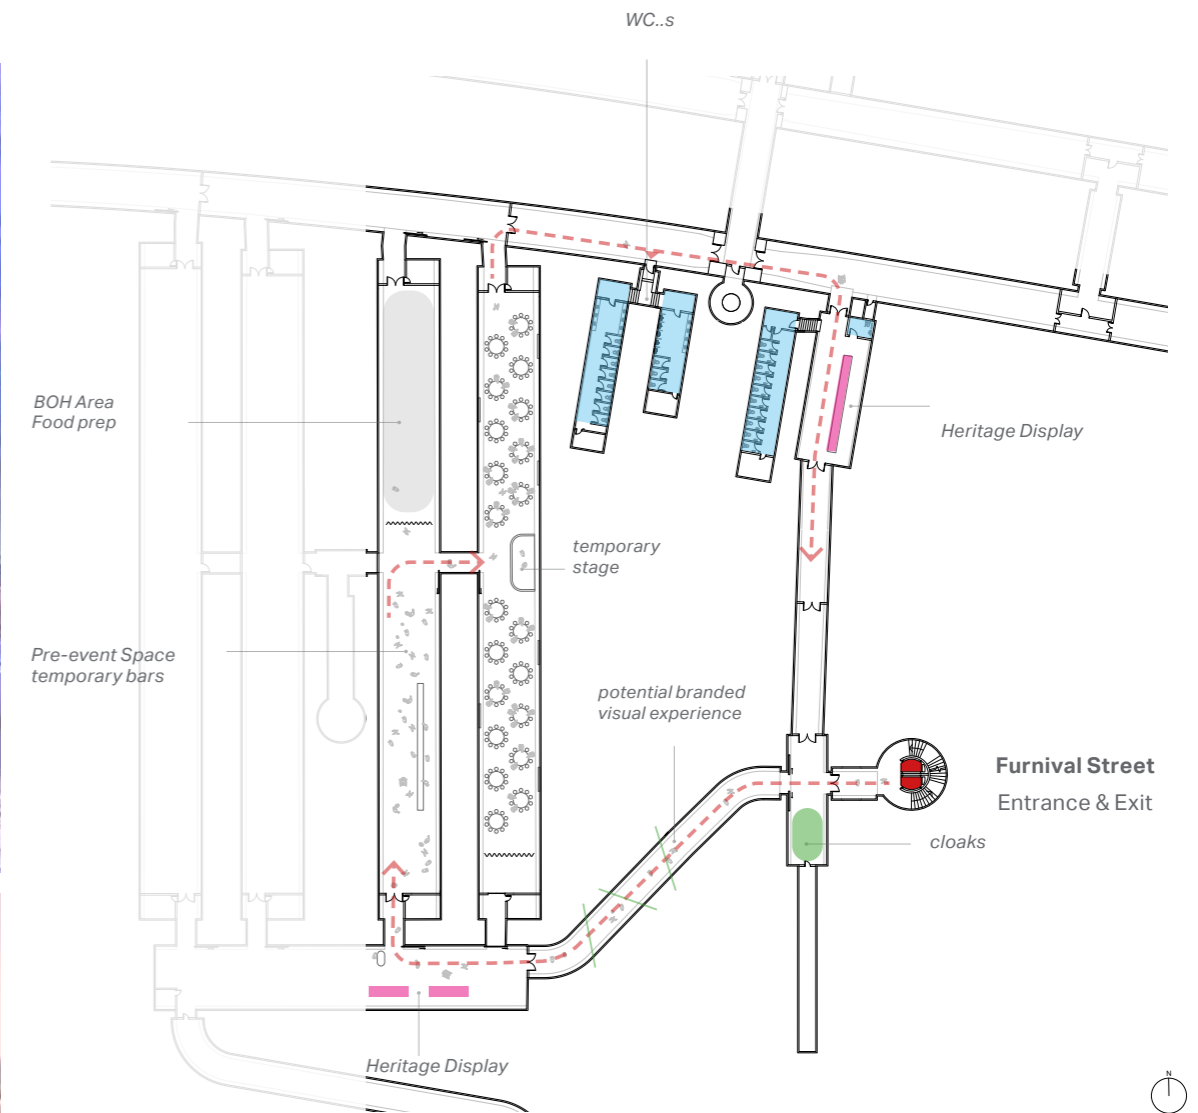 WC..s
BOH Area
Food prep
Heritage Display
temporary
stage
Pre-event Space
temporary bars
potential branded
visual experience
Furnival Street
Entrance & Exit
cloaks
Heritage Display
N